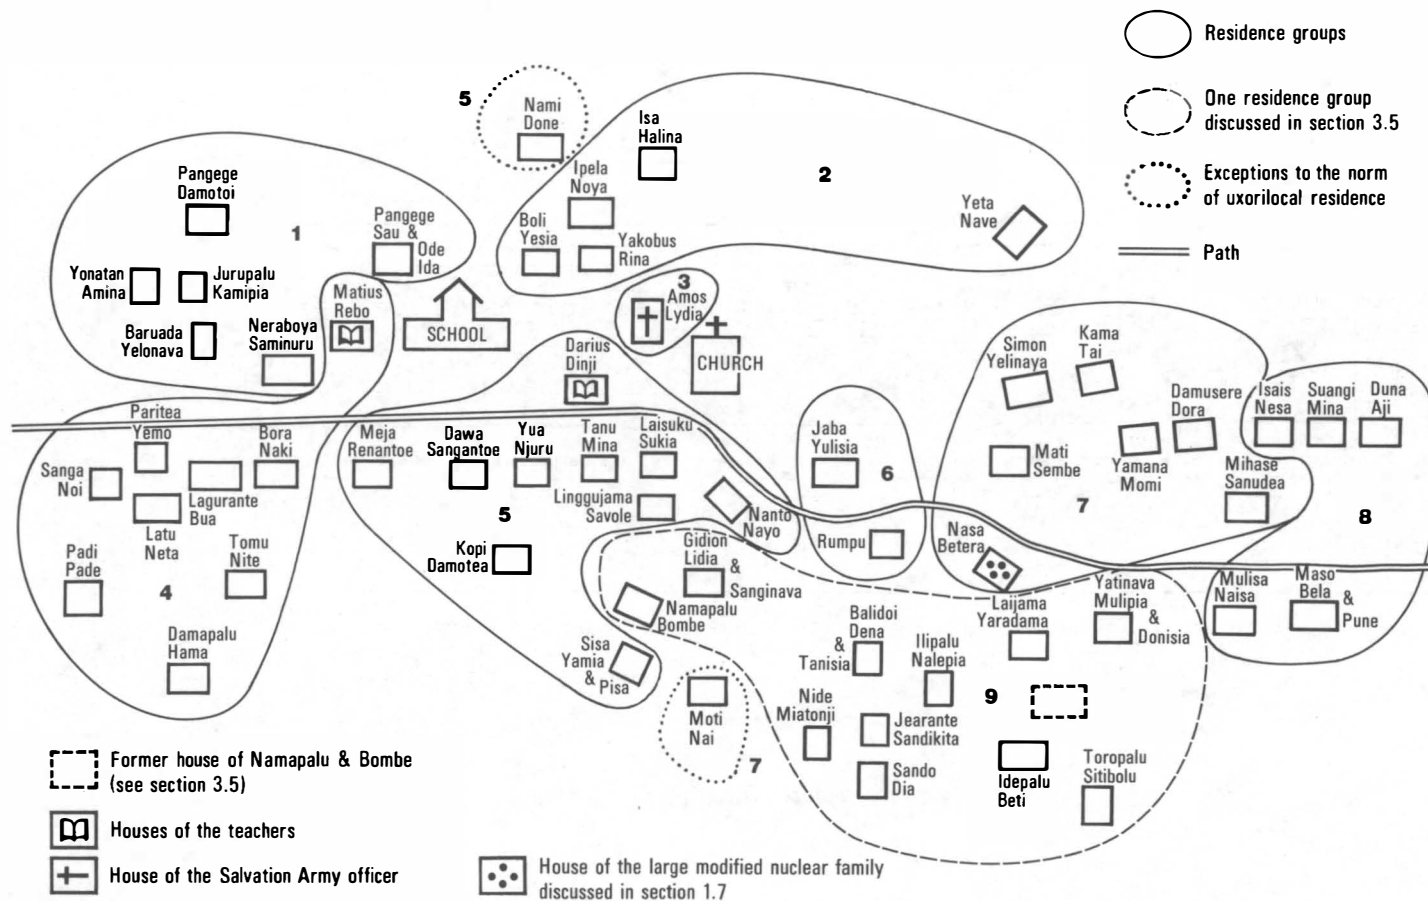 Residence groups
One residence group
discussed in section 3.5
Exceptions to the norm
of uxorilocal residence
Path
5
Nami
Done
Isa
Halina
2
Ipela
Noya
Boli
Yesia
Yakobus
Rina
Yeta
Nave
Pangege
Damotoi
1
Pangege
Sau &
Ode
Ida
Yonatan
Amina
Jurupalu
Kamipia
Baruada
Yelonava
Neraboya
Saminuru
Matius
Rebo
SCHOOL
3
Amos
Lydia
CHURCH
Darius
Dinji
Simon
Yelinaya
Kama
Tai
Damusere
Dora
Isais
Nesa
Suangi
Mina
Duna
Aji
Paritea
Yemo
Bora
Naki
Sanga
Noi
Lagurante
Bua
Latu
Neta
Padi
Pade
Tomu
Nite
4
Damapalu
Hama
Meja
Renantoe
Dawa
Sangantoe
Yua
Njuru
Tanu
Mina
Laisuku
Sukia
Linggujama
Savole
5
Kopi
Damotea
Nanto
Nayo
Jaba
Yulisia
6
Rumpu
Mati
Sembe
Yamana
Momi
Mihase
Sanudea
7
8
Nasa
Betera
Gidion
Lidia
&
Sanginava
Namapalu
Bombe
Sisa
Yamia
&
Pisa
Moti
Nai
7
Balidoi
Dena
&
Tanisia
Ilipalu
Nalepia
Laijama
Yaradama
Yatinava
Mulipia
&
Donisia
Mulisa
Naisa
Maso
Bela
&
Pune
Nide
Miatonji
Jearante
Sandikita
9
Sando
Dia
Idepalu
Beti
Toropalu
Sitibolu
Former house of Namapalu & Bombe
(see section 3.5)
Houses of the teachers
House of the Salvation Army officer
House of the large modified nuclear family
discussed in section 1.7